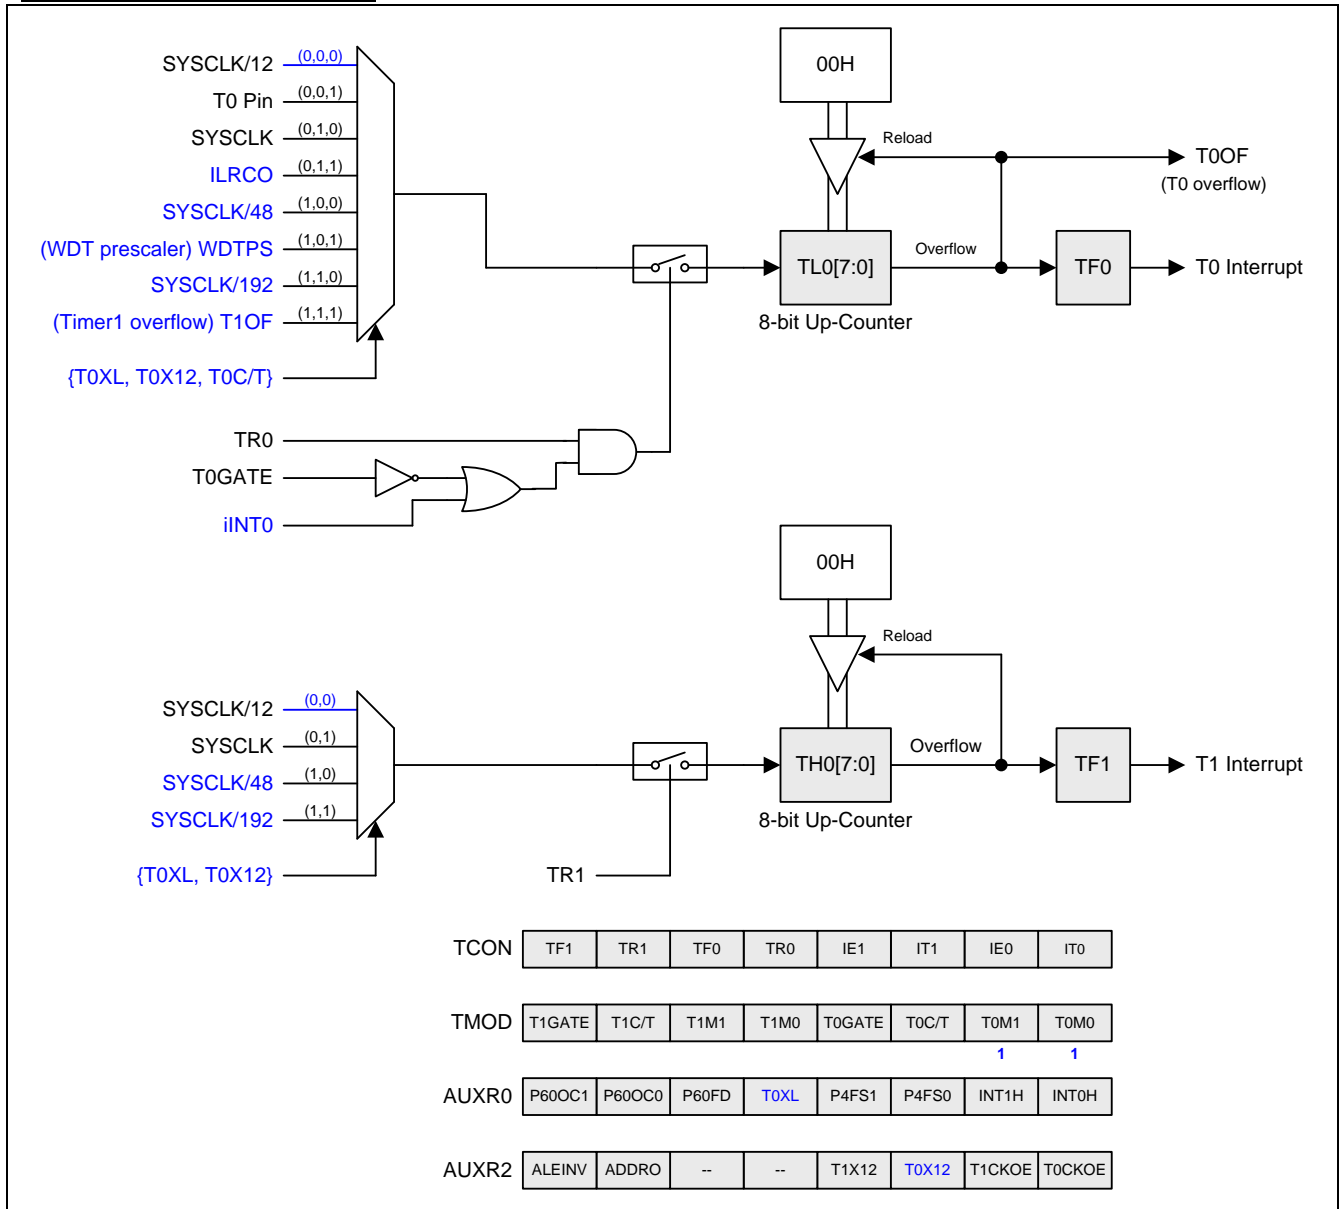 SYSCLK/12 (0,0,0)
T0 Pin (0,0,1)
SYSCLK (0,1,0)
ILRCO (0,1,1)
SYSCLK/48 (1,0,0)
(WDT prescaler) WDTPS (1,0,1)
SYSCLK/192 (1,1,0)
(Timer1 overflow) T1OF (1,1,1)
{T0XL, T0X12, T0C/T}
TR0
T0GATE
iINT0
00H
Reload
T0OF
(T0 overflow)
TL0[7:0]
Overflow
TF0
T0 Interrupt
8-bit Up-Counter
00H
Reload
SYSCLK/12 (0,0)
SYSCLK (0,1)
SYSCLK/48 (1,0)
SYSCLK/192 (1,1)
{T0XL, T0X12}
TR1
TH0[7:0]
Overflow
TF1
T1 Interrupt
8-bit Up-Counter
TCON TF1 TR1 TF0 TR0 IE1 IT1 IE0 IT0
TMOD T1GATE T1C/T T1M1 T1M0 T0GATE T0C/T T0M1 T0M0
1 1
AUXR0 P60OC1 P60OC0 P60FD T0XL P4FS1 P4FS0 INT1H INT0H
AUXR2 ALEINV ADDRO -- -- T1X12 T0X12 T1CKOE T0CKOE